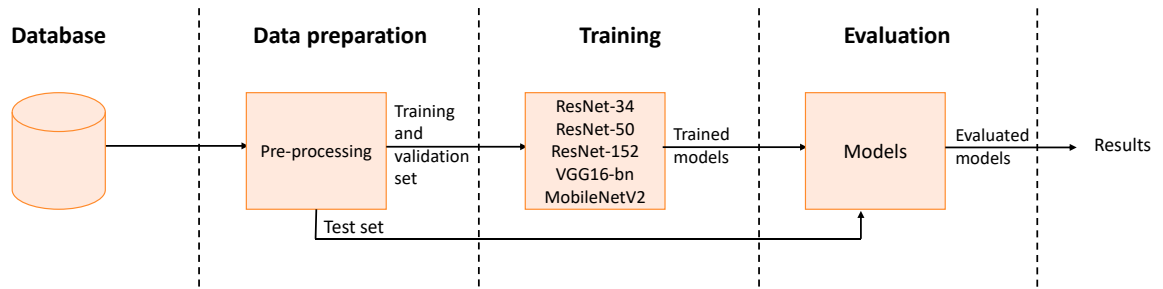 Database
Data preparation
Training
Evaluation
Pre-processing
Training
and
validation
set
ResNet-34
ResNet-50
ResNet-152
VGG16-bn
MobileNetV2
Trained
models
Models
Evaluated
models
Results
Test set